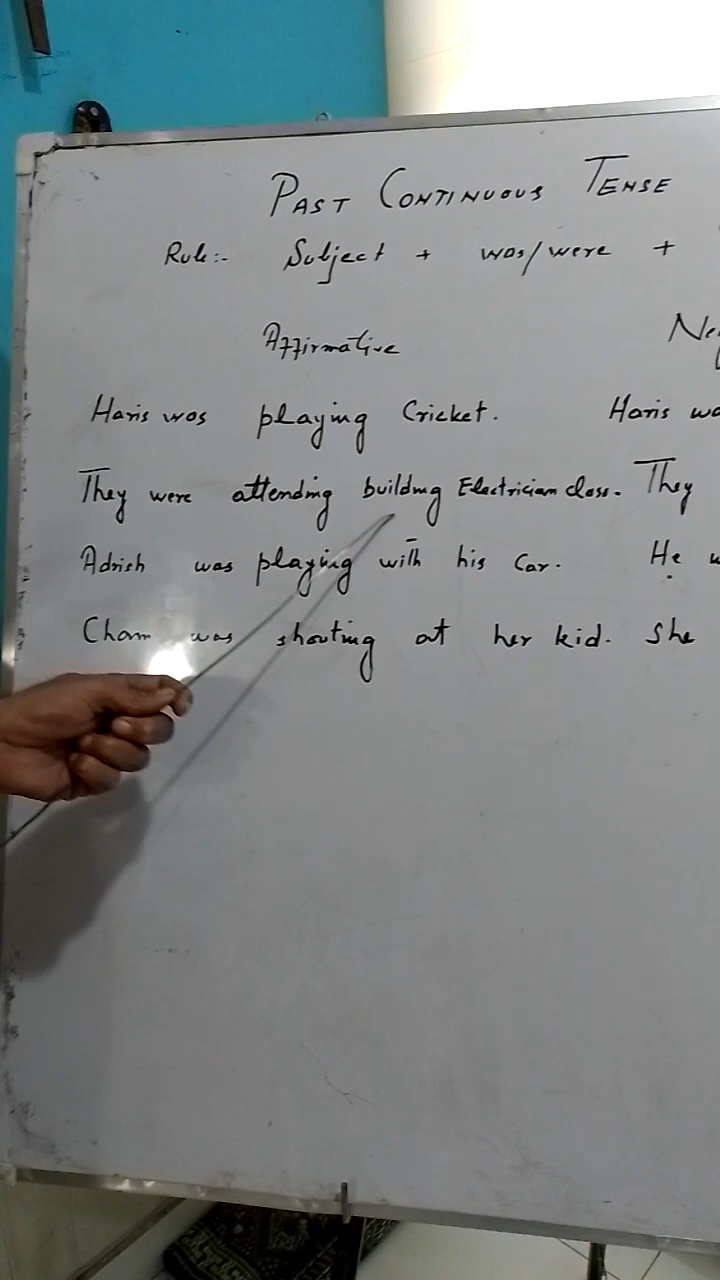 PAST CONTINUOUS TENSE
Rule:- Subject + was/were +
Affirmative Ne
Haris was playing Cricket. Haris wa
They were attending building Electrician class. They
Adrish was playing with his Car. He w
Cham was shouting at her kid. She